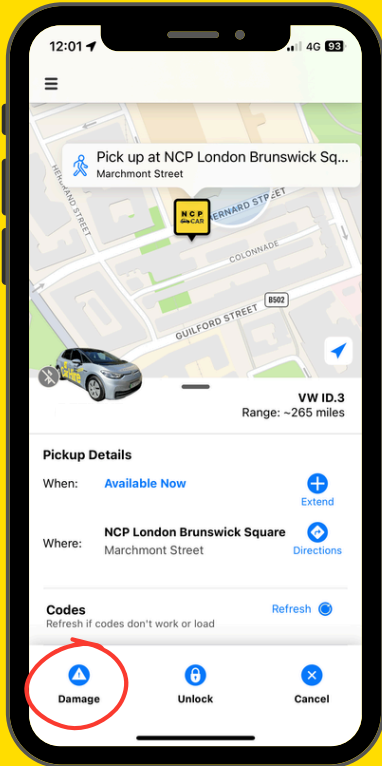 12:01
4G 93
Pick up at NCP London Brunswick Sq...
Marchmont Street
HERBRAND STREET
NCP
CAR
BERNARD STREET
COLONNADE
B502
GUILFORD STREET
VW ID.3
Range: ~265 miles
Pickup Details
When: Available Now
Extend
Where: NCP London Brunswick Square
Marchmont Street
Directions
Codes Refresh
Refresh if codes don't work or load
Damage Unlock Cancel